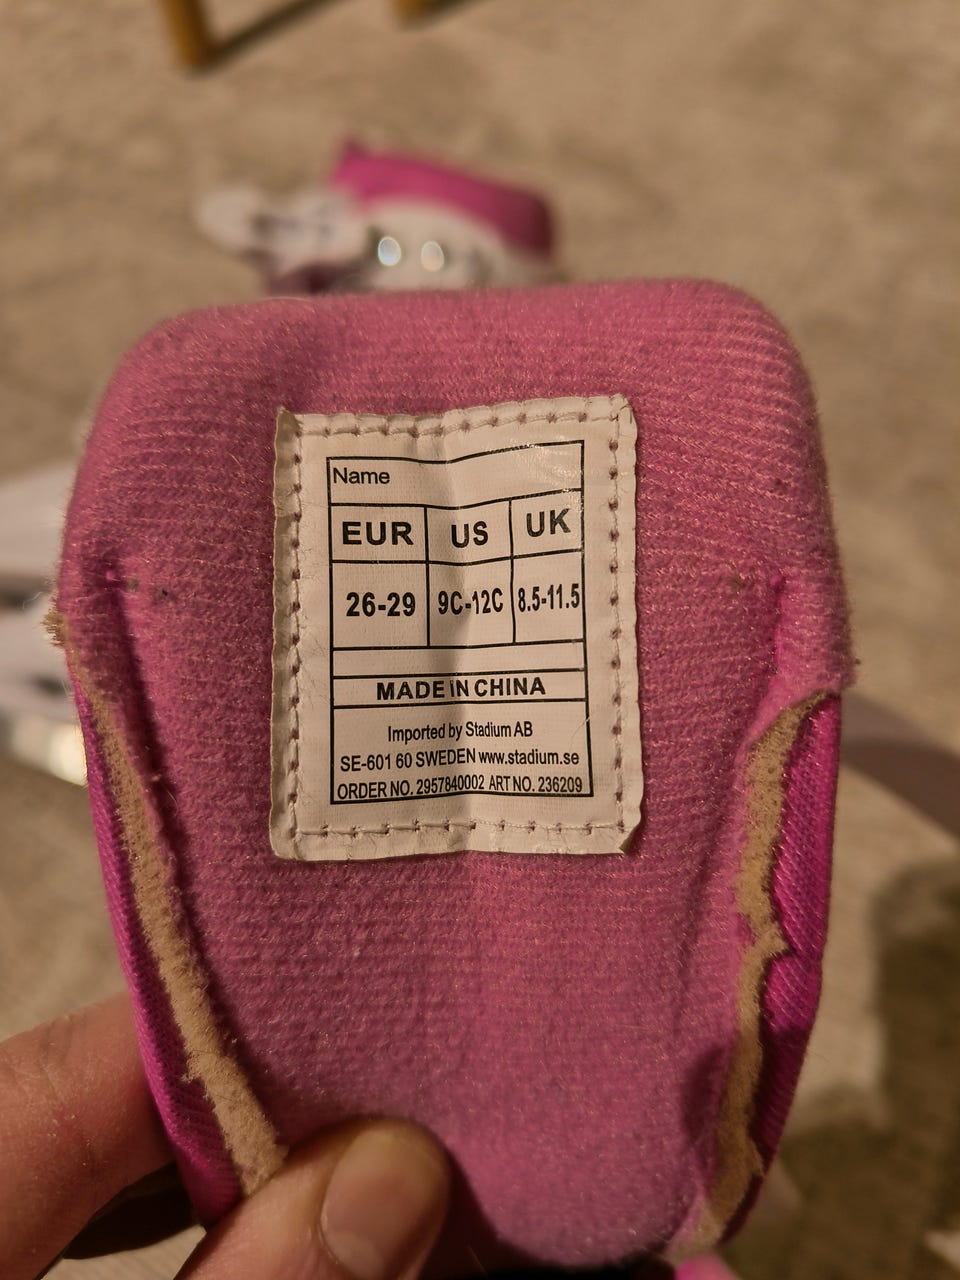 Name
EUR US UK
26-29 9C-12C 8.5-11.5
MADE IN CHINA
Imported by Stadium AB
SE-601 60 SWEDEN www.stadium.se
ORDER NO. 2957840002 ART NO. 236209